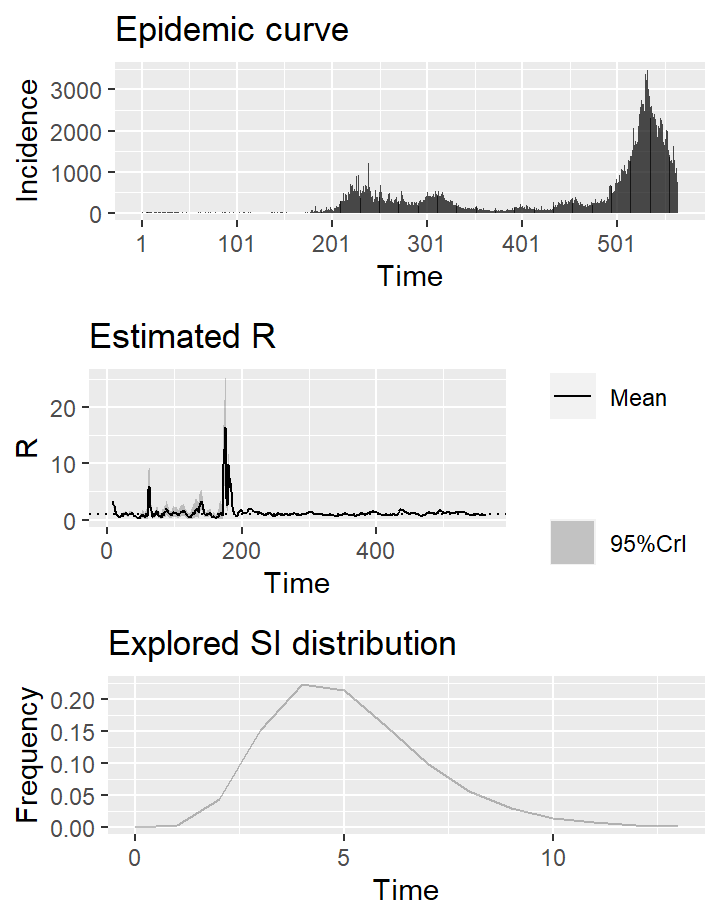 Epidemic curve
Incidence
3000
2000
1000
0
1 101 201 301 401 501
Time
Estimated R
R
20
10
0
0 200 400
Time
Mean
95%CrI
Explored SI distribution
Frequency
0.20
0.15
0.10
0.05
0.00
0 5 10
Time